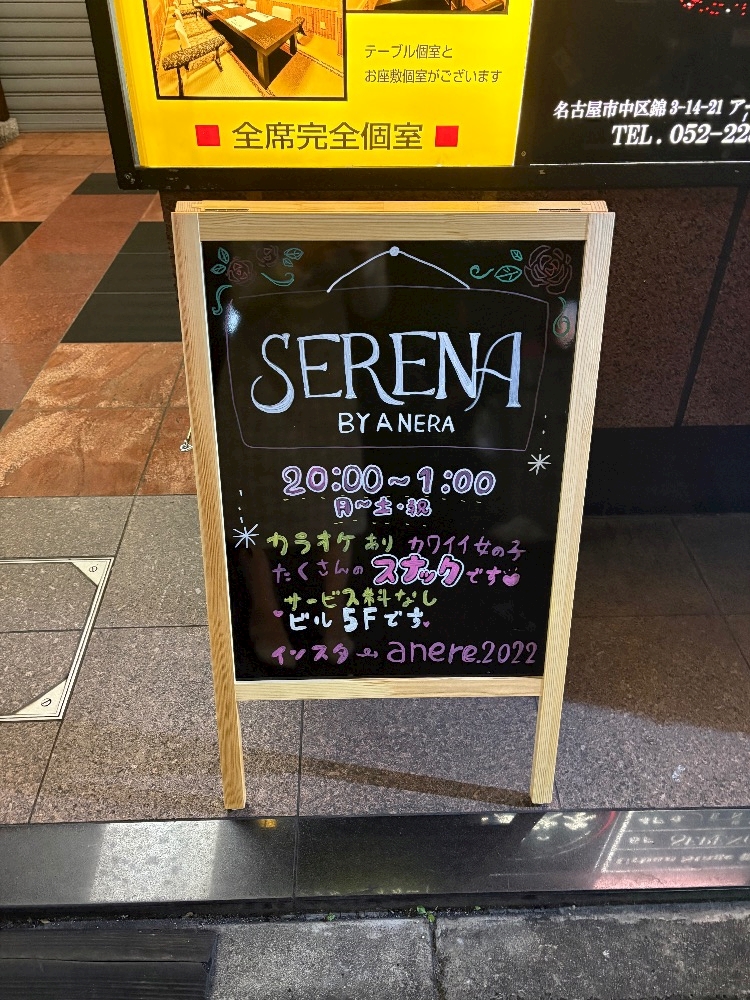 テーブル個室と
お座敷個室がございます
全席完全個室
名古屋市中区錦3-14-21 ア
TEL. 052-22
SERENA
BY ANERA
20:00～1:00
月～土・祝
カラオケ あり カワイイ女の子
たくさんの スナックです
サービス料なし
ビル 5Fです
インスタ anere.2022